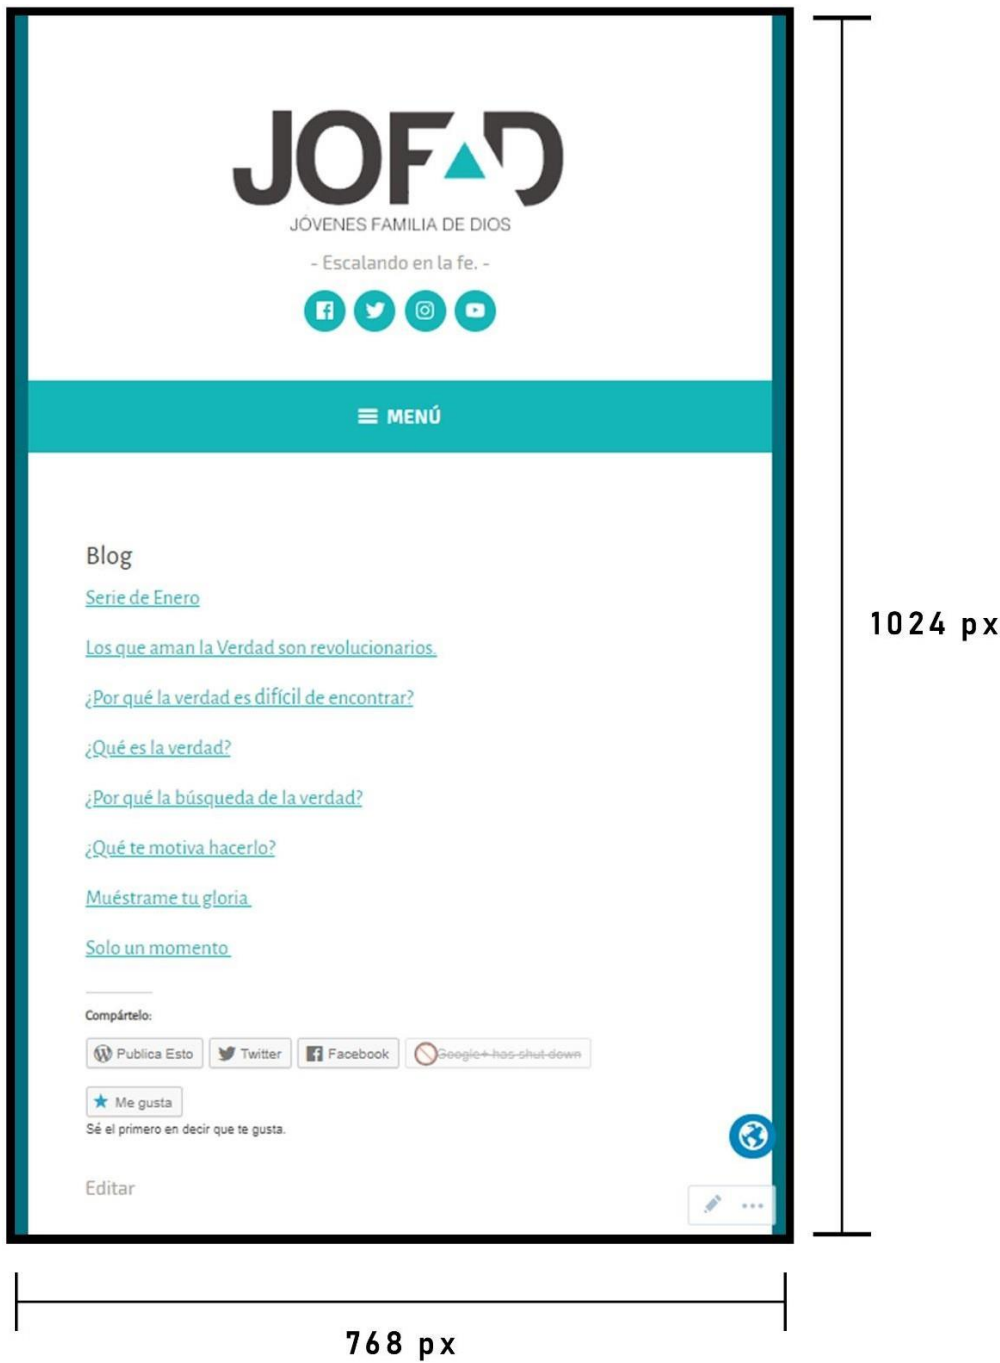 JOFAD
JÓVENES FAMILIA DE DIOS
- Escalando en la fe. -
MENÚ
Blog
Serie de Enero
Los que aman la Verdad son revolucionarios.
¿Por qué la verdad es difícil de encontrar?
¿Qué es la verdad?
¿Por qué la búsqueda de la verdad?
¿Qué te motiva hacerlo?
Muéstrame tu gloria
Solo un momento
Compártelo:
Publica Esto Twitter Facebook Google+ has shut down
Me gusta
Sé el primero en decir que te gusta.
Editar
1024 px
768 px